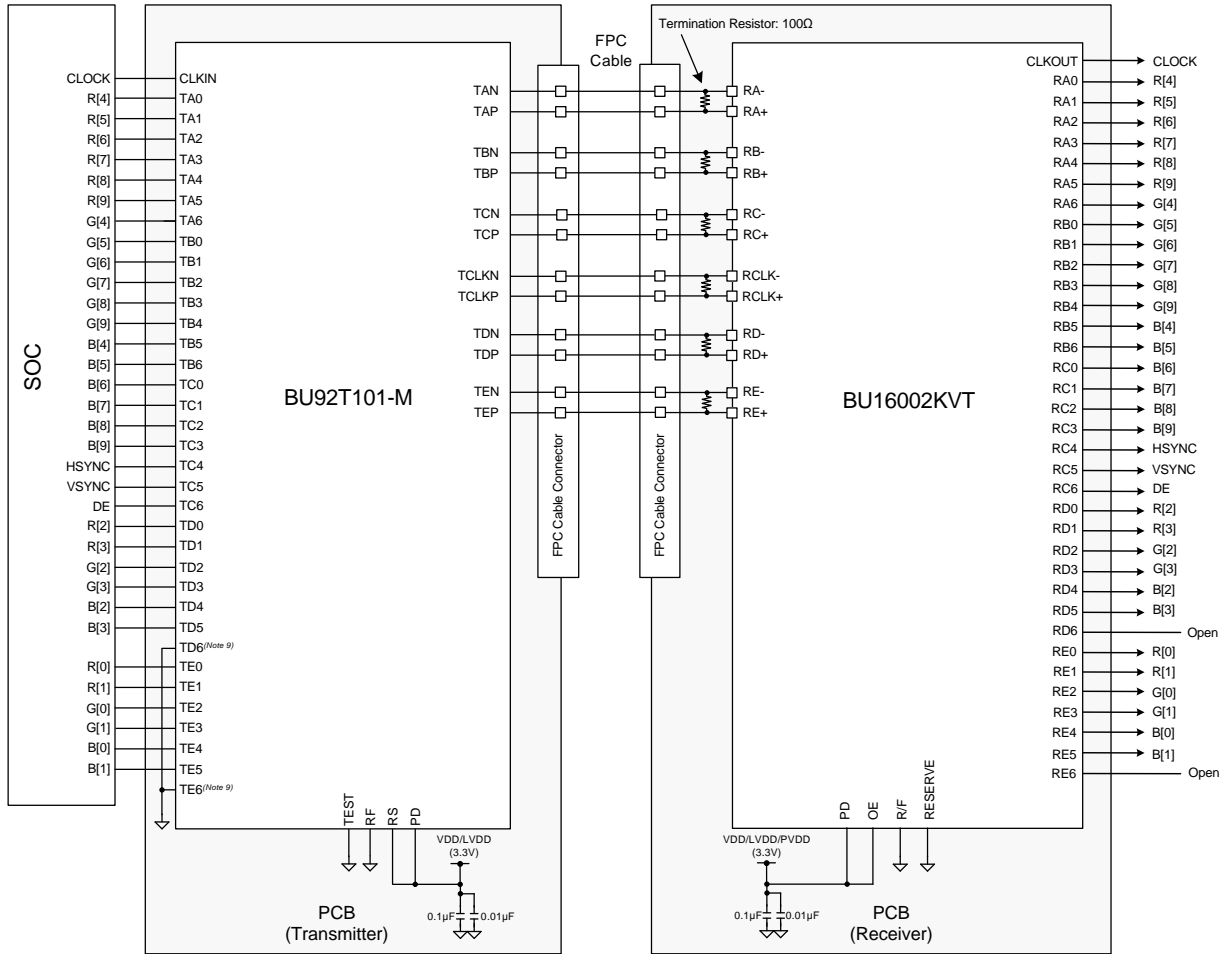 Termination Resistor: 100Ω
FPC
Cable
SOC
CLOCK
R[4]
R[5]
R[6]
R[7]
R[8]
R[9]
G[4]
G[5]
G[6]
G[7]
G[8]
G[9]
B[4]
B[5]
B[6]
B[7]
B[8]
B[9]
HSYNC
VSYNC
DE
R[2]
R[3]
G[2]
G[3]
B[2]
B[3]
R[0]
R[1]
G[0]
G[1]
B[0]
B[1]
CLKIN
TA0
TA1
TA2
TA3
TA4
TA5
TA6
TB0
TB1
TB2
TB3
TB4
TB5
TB6
TC0
TC1
TC2
TC3
TC4
TC5
TC6
TD0
TD1
TD2
TD3
TD4
TD5
TD6(Note 9)
TE0
TE1
TE2
TE3
TE4
TE5
TE6(Note 9)
BU92T101-M
TAN
TAP
TBN
TBP
TCN
TCP
TCLKN
TCLKP
TDN
TDP
TEN
TEP
TEST
RF
RS
PD
VDD/LVDD
(3.3V)
0.1µF
0.01µF
PCB
(Transmitter)
FPC Cable Connector
FPC Cable Connector
RA-
RA+
RB-
RB+
RC-
RC+
RCLK-
RCLK+
RD-
RD+
RE-
RE+
BU16002KVT
CLKOUT
RA0
RA1
RA2
RA3
RA4
RA5
RA6
RB0
RB1
RB2
RB3
RB4
RB5
RB6
RC0
RC1
RC2
RC3
RC4
RC5
RC6
RD0
RD1
RD2
RD3
RD4
RD5
RD6
RE0
RE1
RE2
RE3
RE4
RE5
RE6
CLOCK
R[4]
R[5]
R[6]
R[7]
R[8]
R[9]
G[4]
G[5]
G[6]
G[7]
G[8]
G[9]
B[4]
B[5]
B[6]
B[7]
B[8]
B[9]
HSYNC
VSYNC
DE
R[2]
R[3]
G[2]
G[3]
B[2]
B[3]
Open
R[0]
R[1]
G[0]
G[1]
B[0]
B[1]
Open
PD
OE
R/F
RESERVE
VDD/LVDD/PVDD
(3.3V)
0.1µF
0.01µF
PCB
(Receiver)